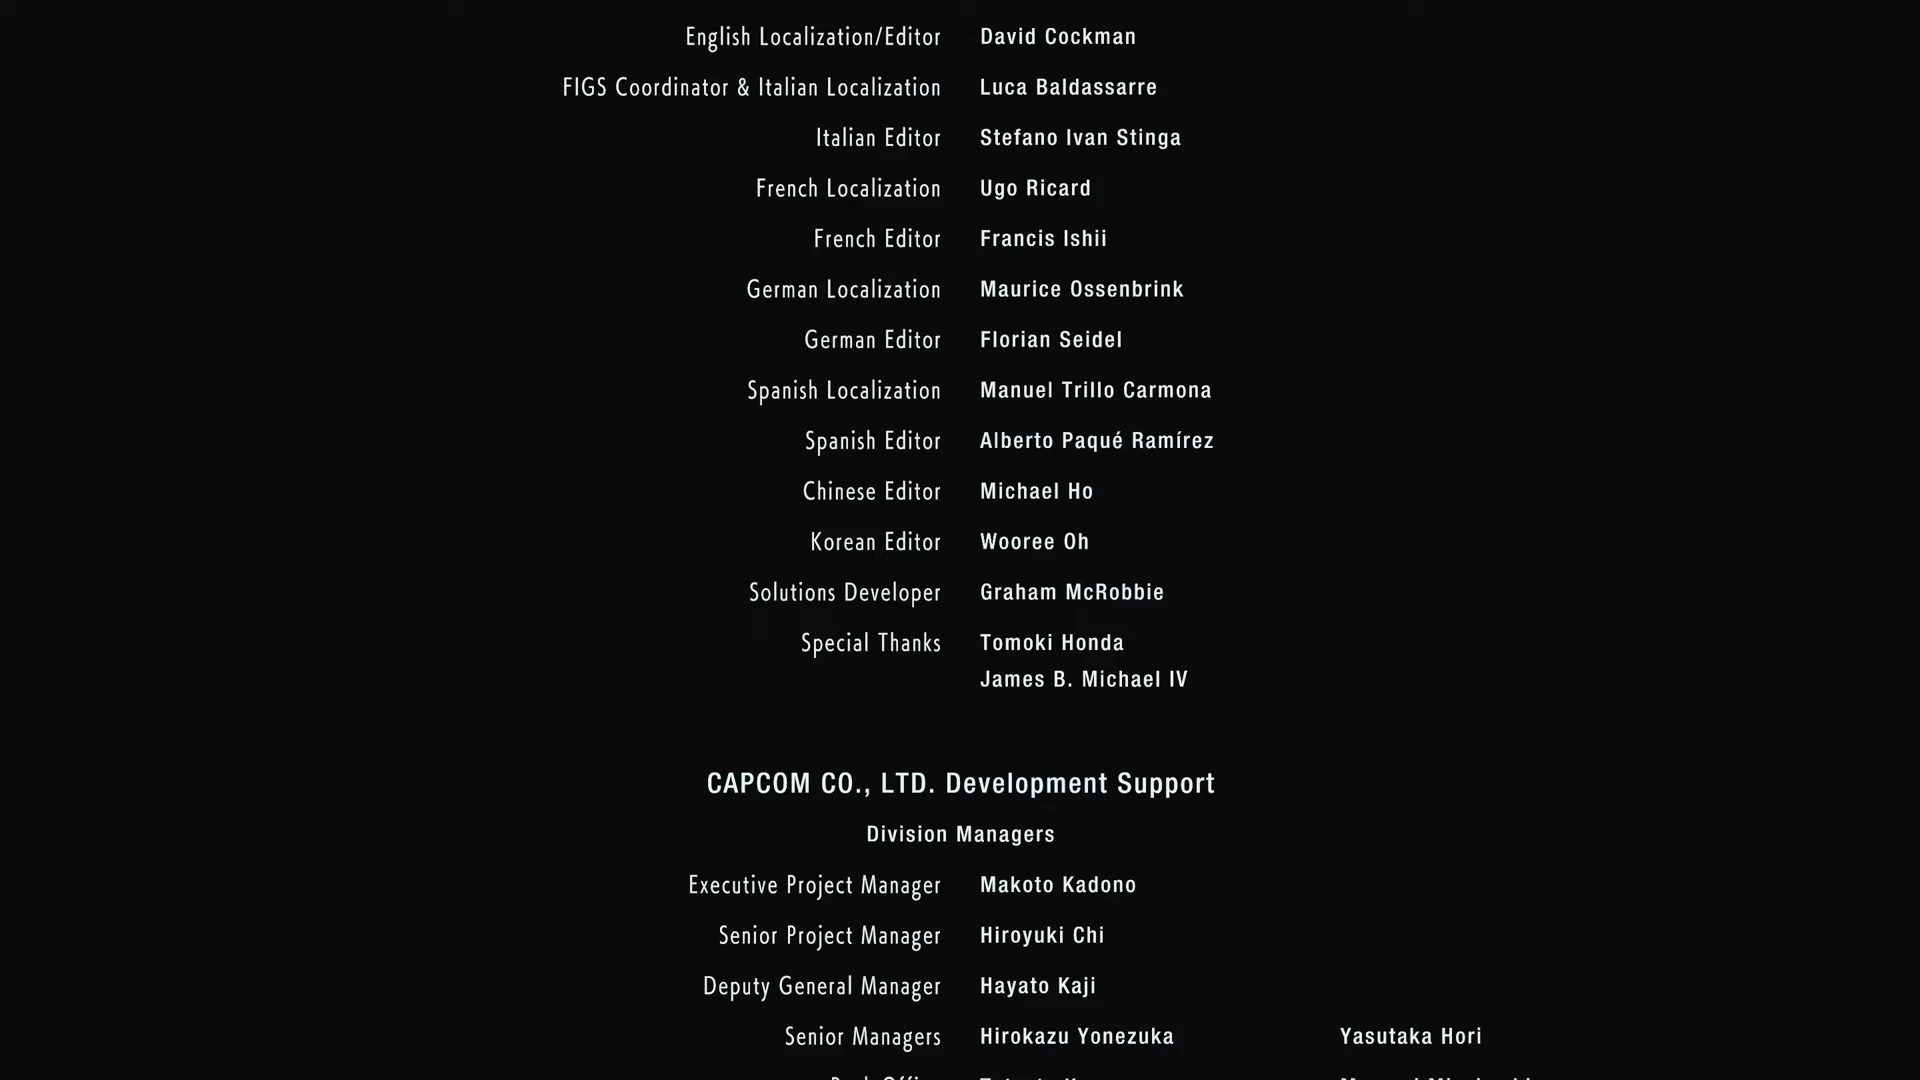 English Localization/Editor David Cockman
FIGS Coordinator & Italian Localization Luca Baldassarre
Italian Editor Stefano Ivan Stinga
French Localization Ugo Ricard
French Editor Francis Ishii
German Localization Maurice Ossenbrink
German Editor Florian Seidel
Spanish Localization Manuel Trillo Carmona
Spanish Editor Alberto Paqué Ramírez
Chinese Editor Michael Ho
Korean Editor Wooree Oh
Solutions Developer Graham McRobbie
Special Thanks Tomoki Honda
James B. Michael IV
CAPCOM CO., LTD. Development Support
Division Managers
Executive Project Manager Makoto Kadono
Senior Project Manager Hiroyuki Chi
Deputy General Manager Hayato Kaji
Senior Managers Hirokazu Yonezuka Yasutaka Hori